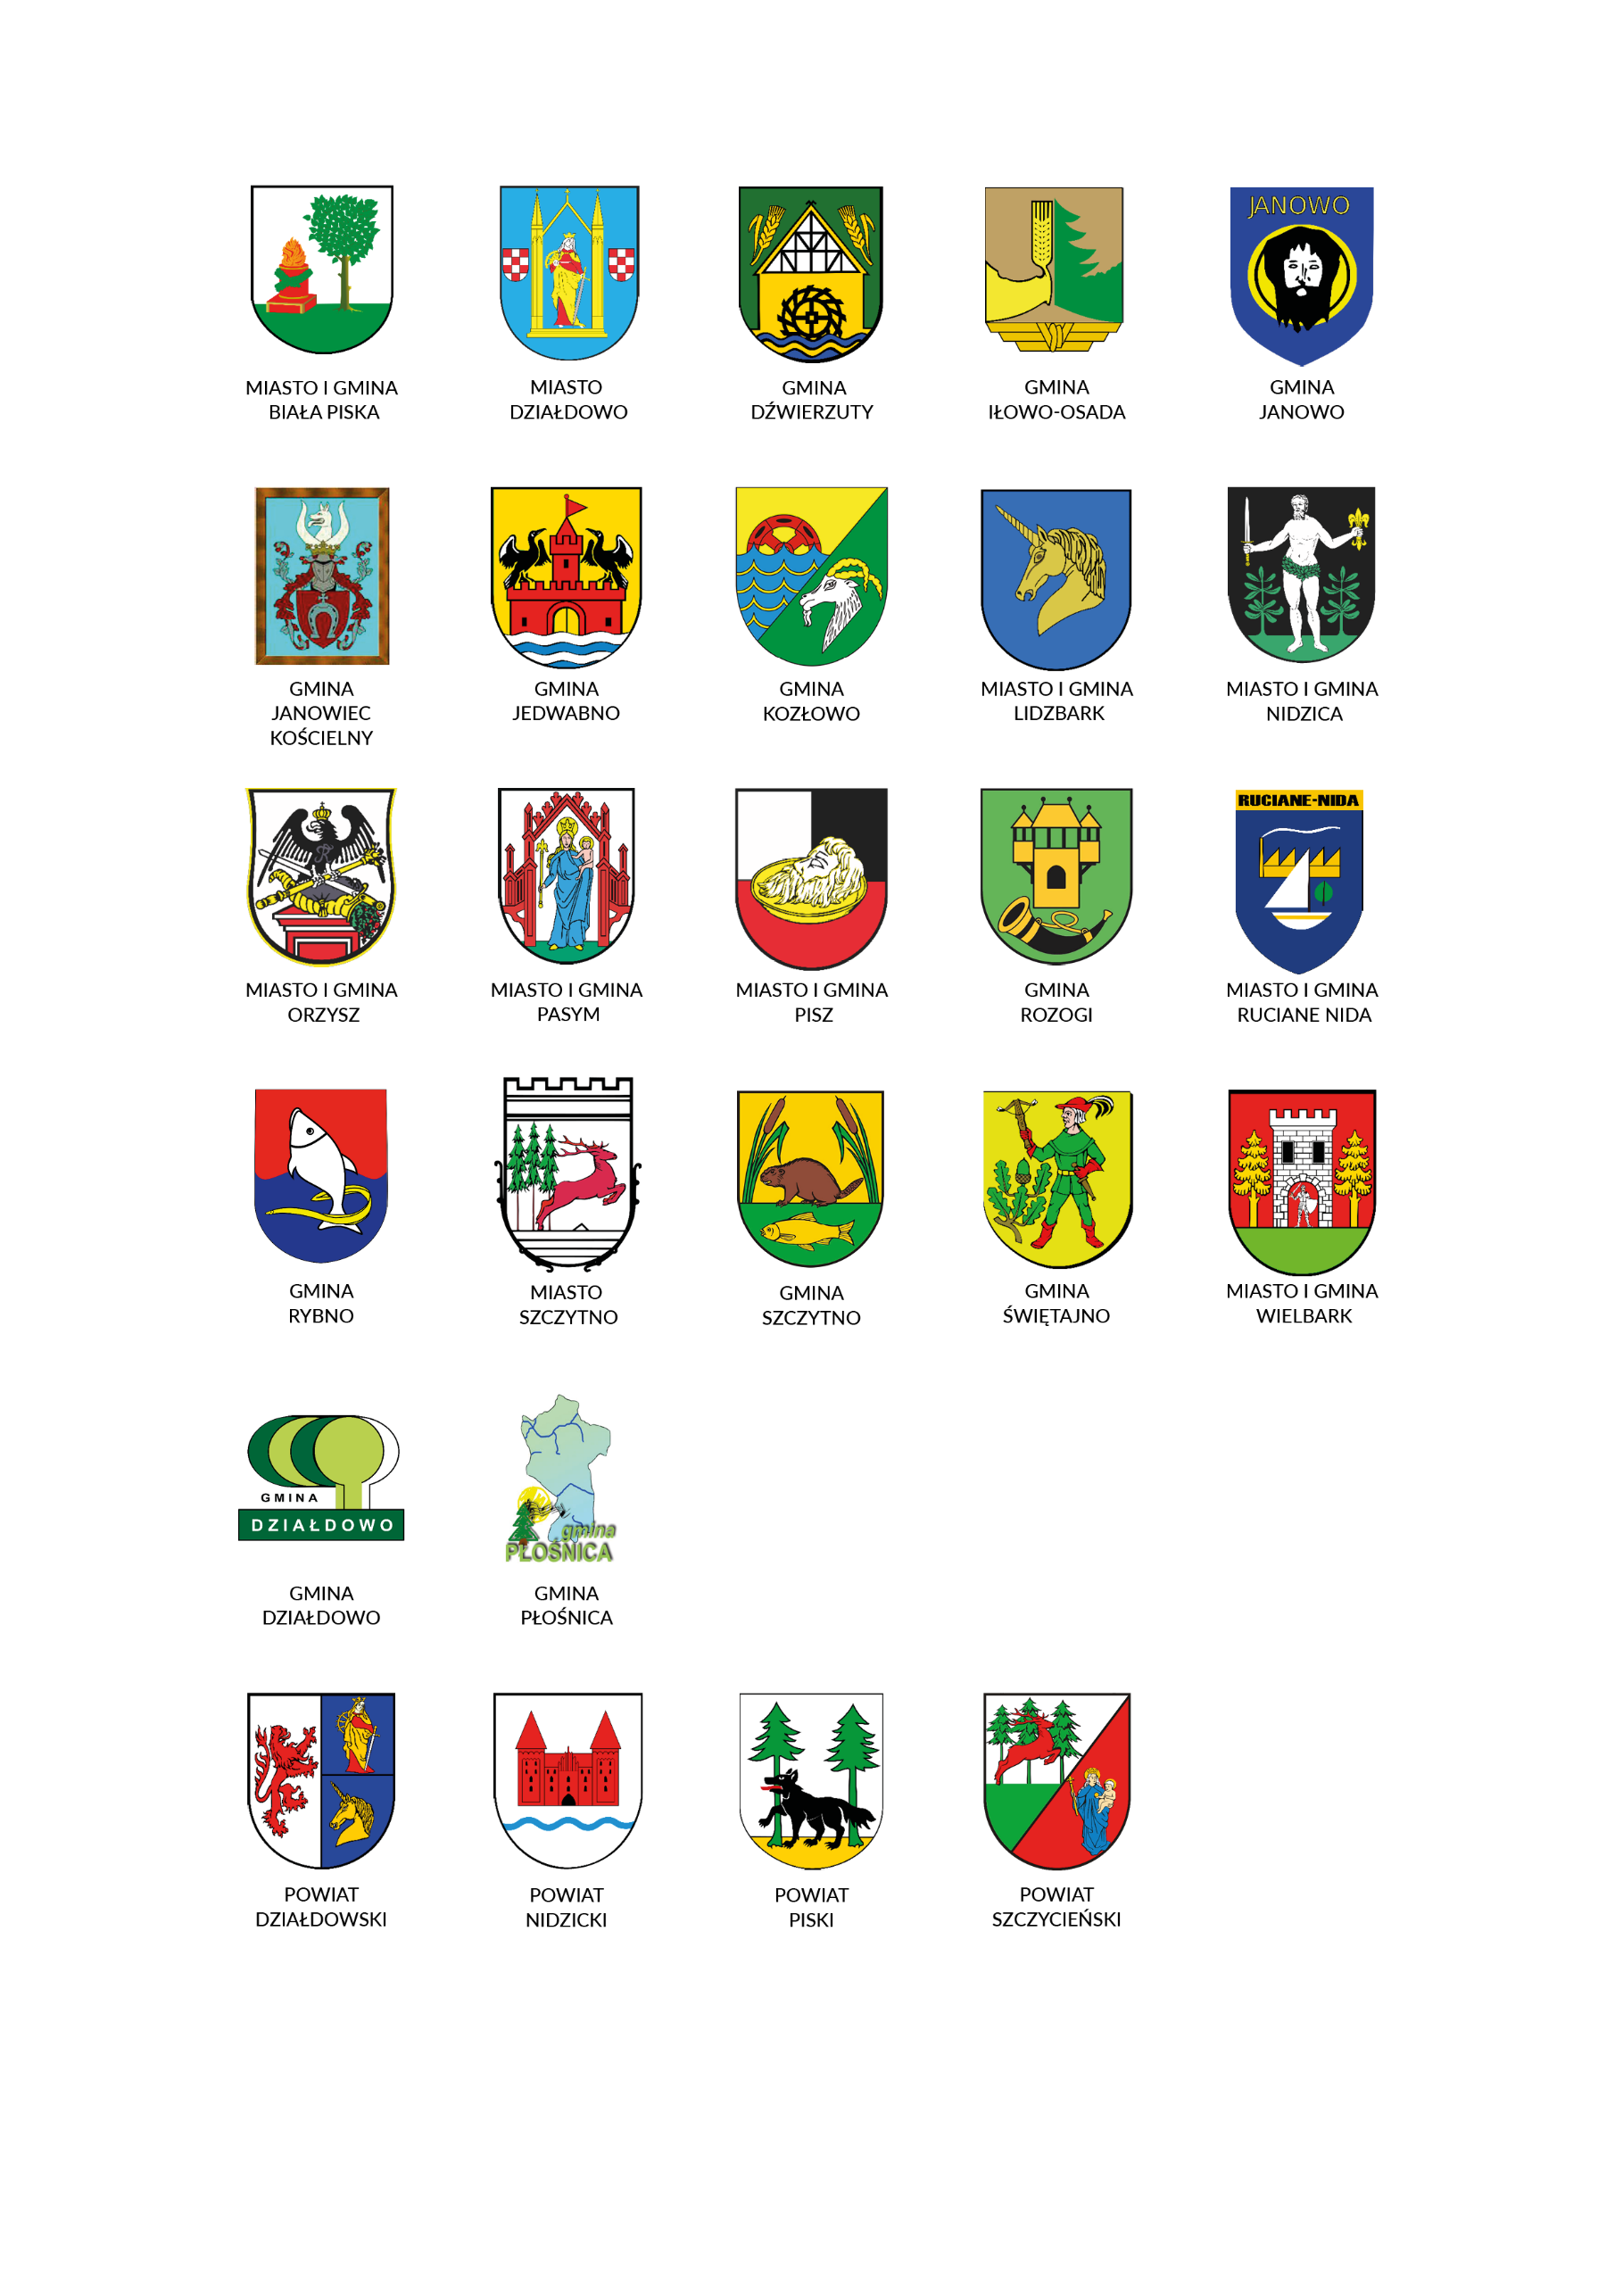 JANOWO
MIASTO I GMINA
BIAŁA PISKA
MIASTO
DZIAŁDOWO
GMINA
DŹWIERZUTY
GMINA
IŁOWO-OSADA
GMINA
JANOWO
GMINA
JANOWIEC
KOŚCIELNY
GMINA
JEDWABNO
GMINA
KOZŁOWO
MIASTO I GMINA
LIDZBARK
MIASTO I GMINA
NIDZICA
RUCIANE-NIDA
MIASTO I GMINA
ORZYSZ
MIASTO I GMINA
PASYM
MIASTO I GMINA
PISZ
GMINA
ROZOGI
MIASTO I GMINA
RUCIANE NIDA
GMINA
RYBNO
MIASTO
SZCZYTNO
GMINA
SZCZYTNO
GMINA
ŚWIĘTAJNO
MIASTO I GMINA
WIELBARK
GMINA
DZIAŁDOWO
gmina
PŁOŚNICA
GMINA
DZIAŁDOWO
GMINA
PŁOŚNICA
POWIAT
DZIAŁDOWSKI
POWIAT
NIDZICKI
POWIAT
PISKI
POWIAT
SZCZYCIEŃSKI